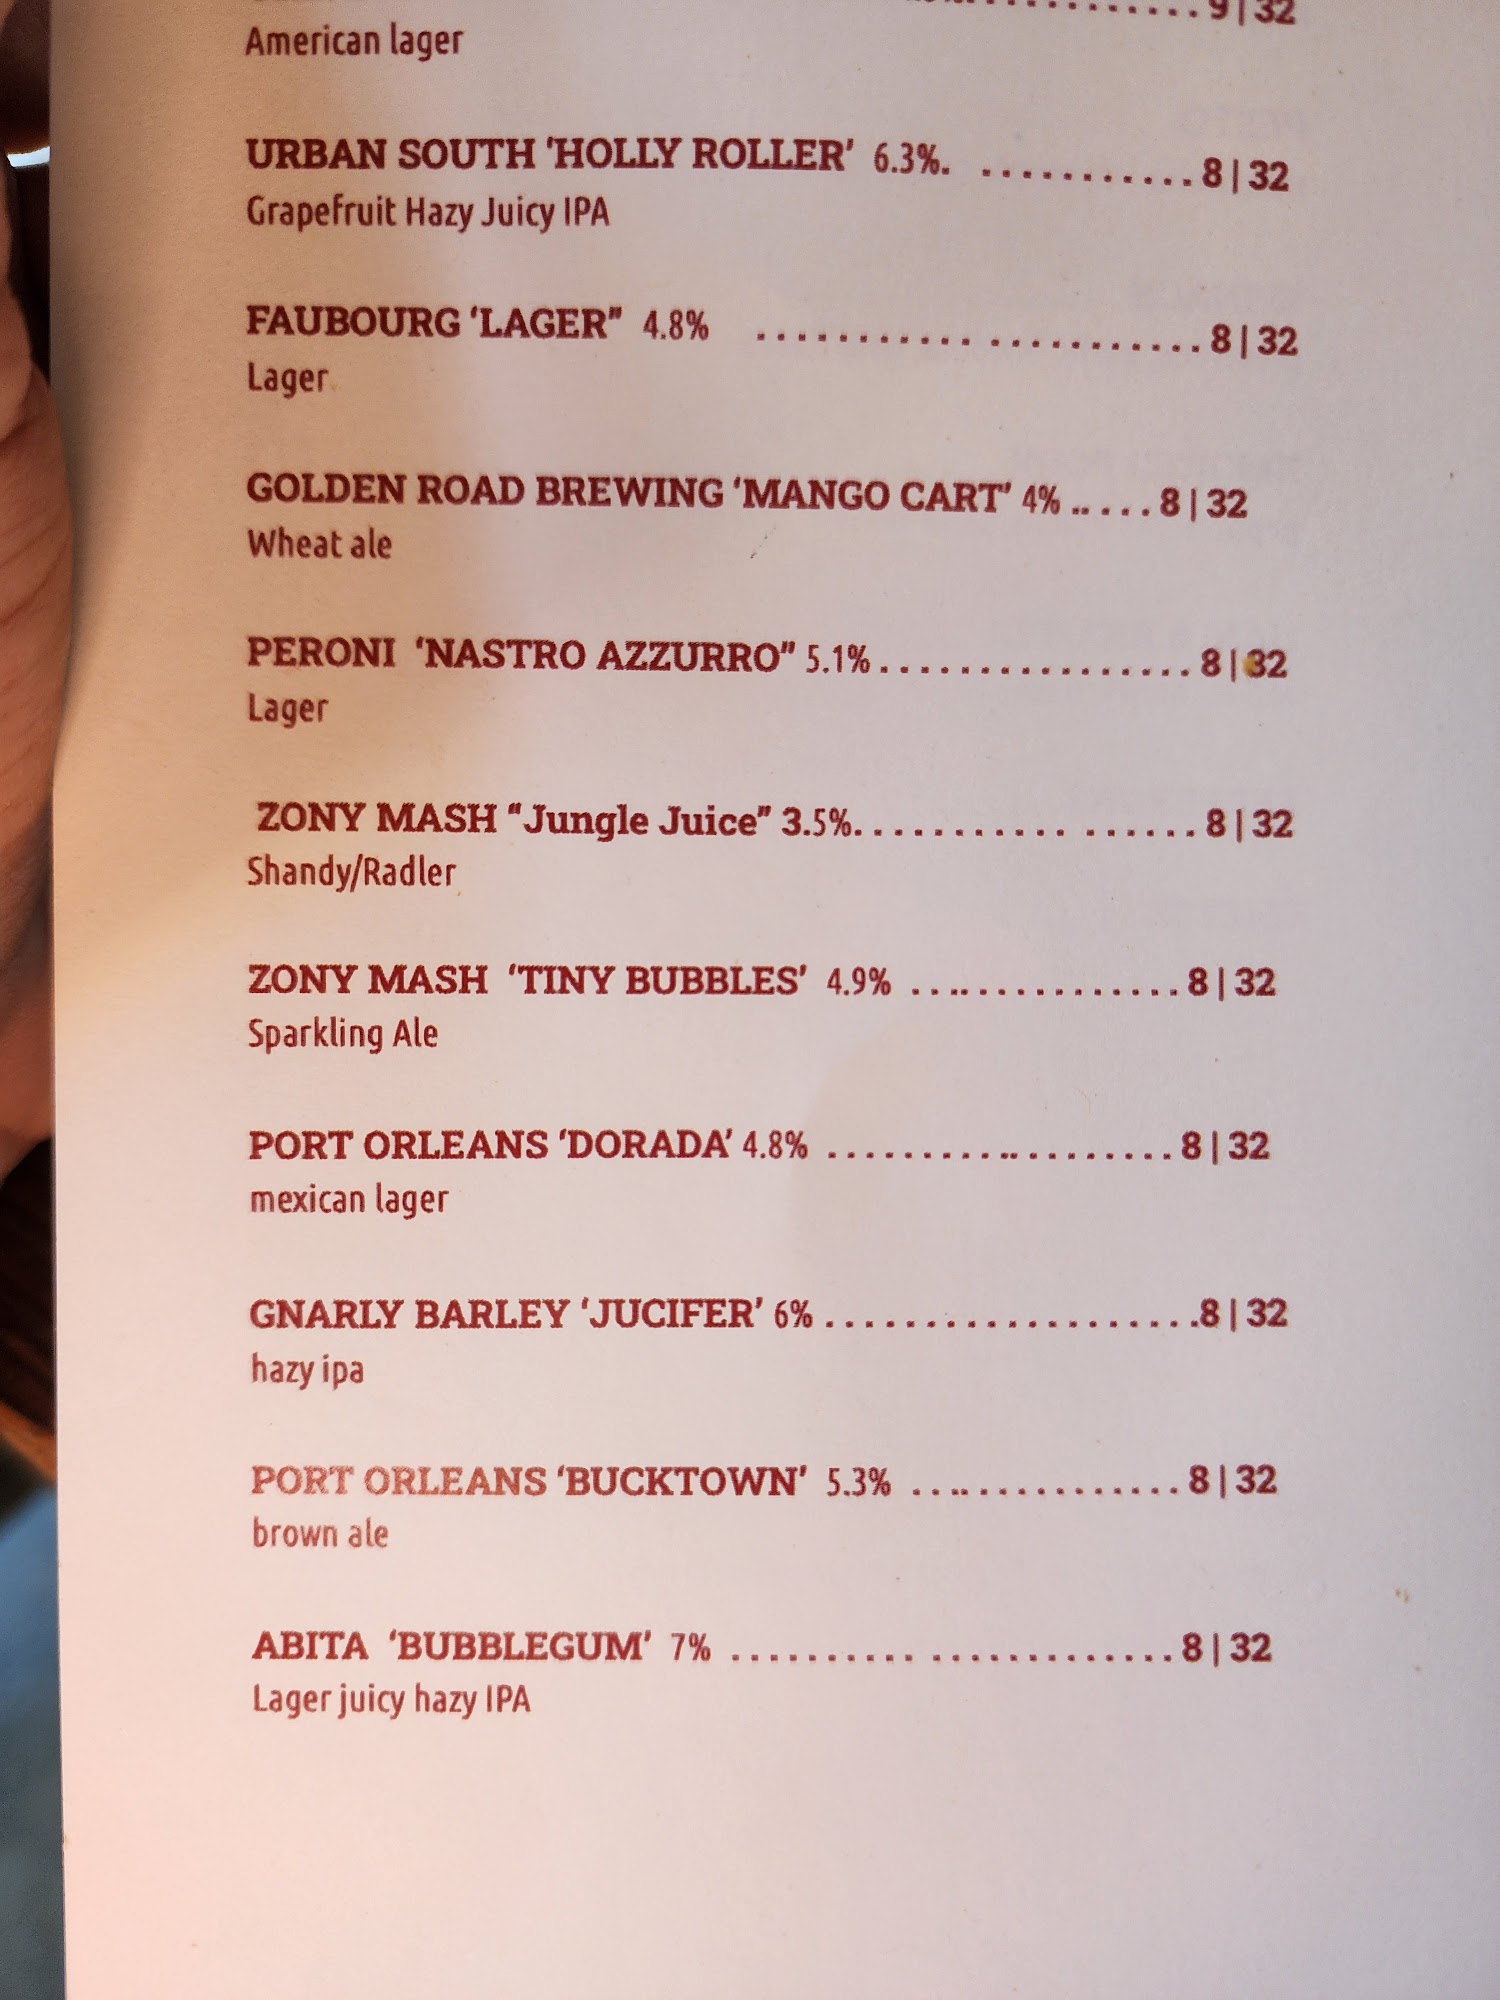 9|32
American lager
URBAN SOUTH 'HOLLY ROLLER' 6.3%. ...........8|32
Grapefruit Hazy Juicy IPA
FAUBOURG 'LAGER" 4.8% ......................8|32
Lager
GOLDEN ROAD BREWING 'MANGO CART' 4% .....8|32
Wheat ale
PERONI 'NASTRO AZZURRO" 5.1%................8|32
Lager
ZONY MASH "Jungle Juice" 3.5%........... ......8|32
Shandy/Radler
ZONY MASH 'TINY BUBBLES' 4.9% ...............8|32
Sparkling Ale
PORT ORLEANS 'DORADA' 4.8% ...................8|32
mexican lager
GNARLY BARLEY 'JUCIFER' 6%...................8|32
hazy ipa
PORT ORLEANS 'BUCKTOWN' 5.3% ...............8|32
brown ale
ABITA 'BUBBLEGUM' 7% .......... ............8|32
Lager juicy hazy IPA